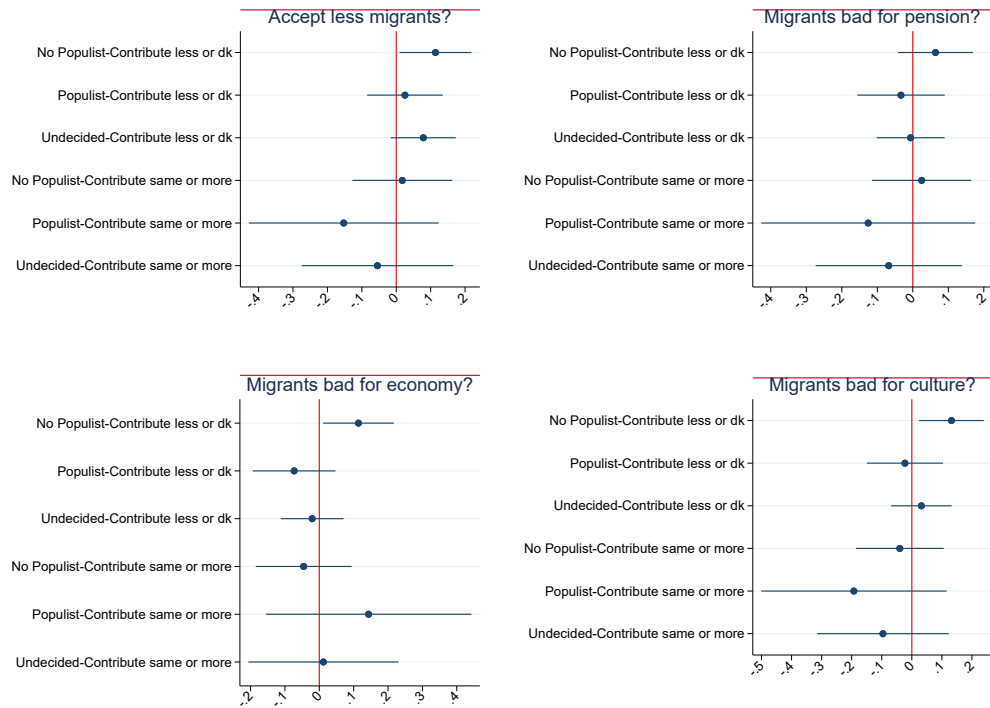 Accept less migrants?
No Populist-Contribute less or dk
Populist-Contribute less or dk
Undecided-Contribute less or dk
No Populist-Contribute same or more
Populist-Contribute same or more
Undecided-Contribute same or more
-.4 -.3 -.2 -.1 0 .1 .2
Migrants bad for pension?
No Populist-Contribute less or dk
Populist-Contribute less or dk
Undecided-Contribute less or dk
No Populist-Contribute same or more
Populist-Contribute same or more
Undecided-Contribute same or more
-.4 -.3 -.2 -.1 0 .1 .2
Migrants bad for economy?
No Populist-Contribute less or dk
Populist-Contribute less or dk
Undecided-Contribute less or dk
No Populist-Contribute same or more
Populist-Contribute same or more
Undecided-Contribute same or more
-.2 -.1 0 .1 .2 .3 .4
Migrants bad for culture?
No Populist-Contribute less or dk
Populist-Contribute less or dk
Undecided-Contribute less or dk
No Populist-Contribute same or more
Populist-Contribute same or more
Undecided-Contribute same or more
-.5 -.4 -.3 -.2 -.1 0 .1 .2